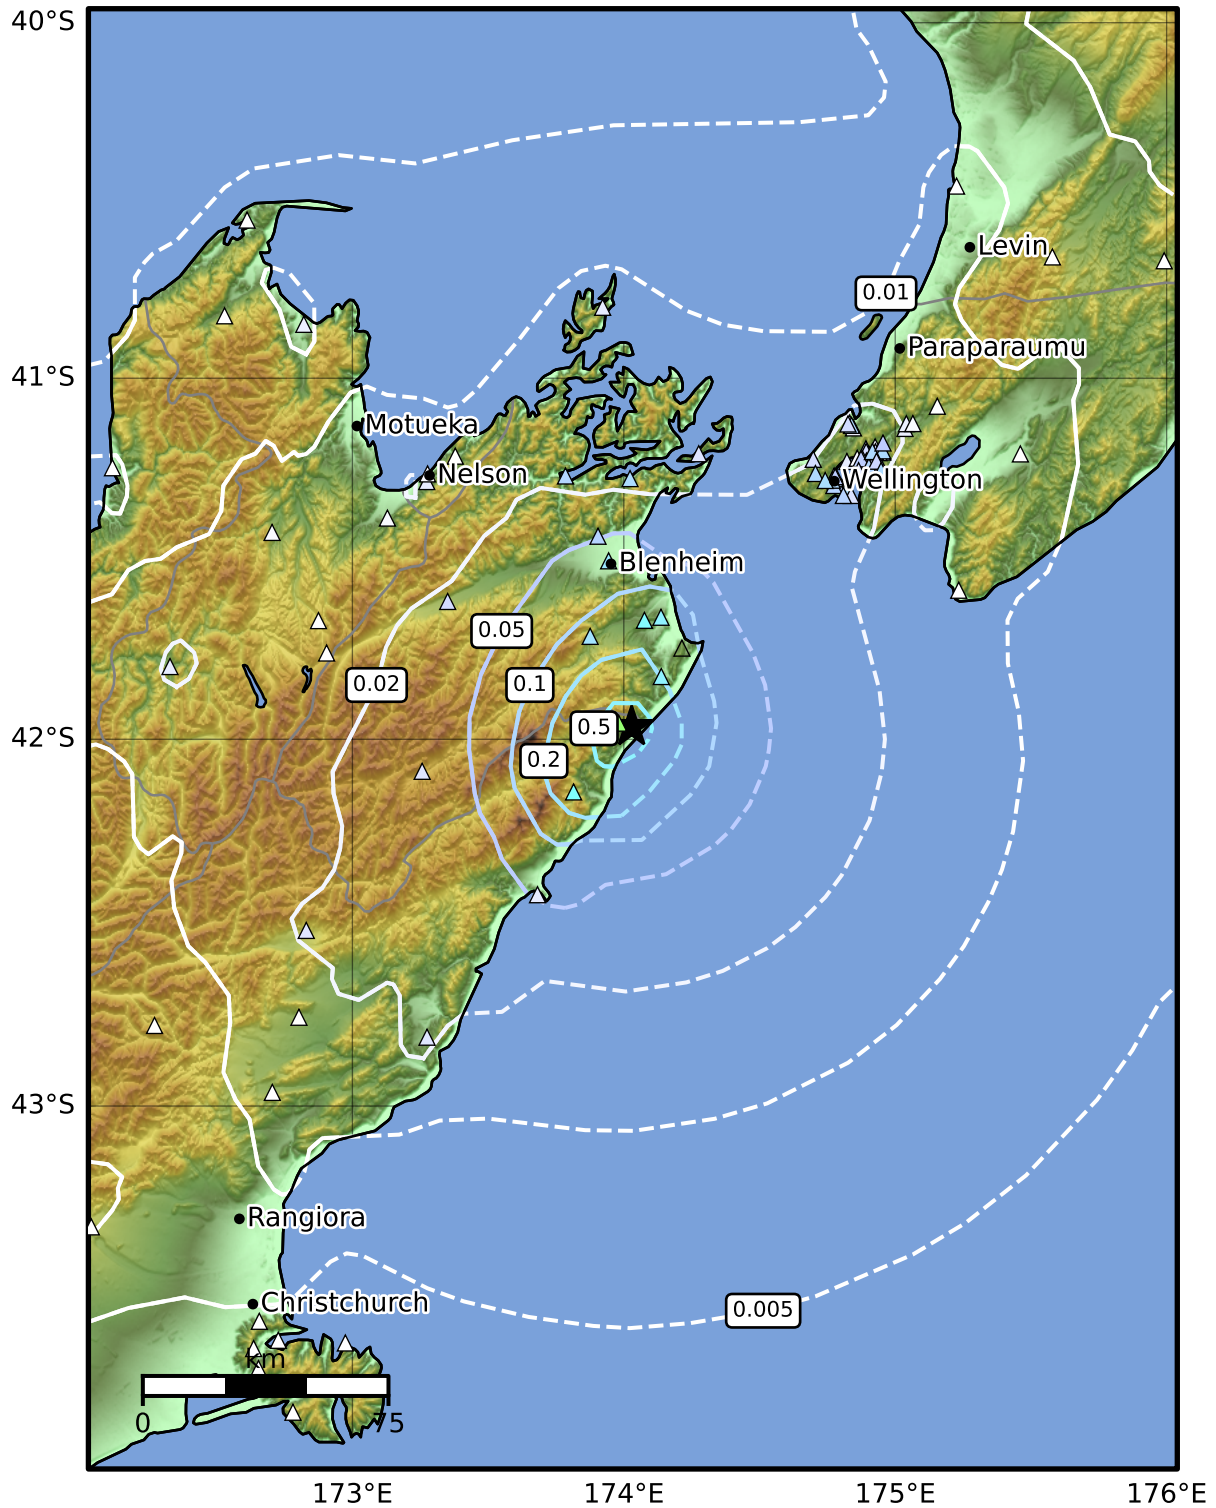 40°S
Levin
0.01
Paraparaumu
41°S
Motueka
Nelson
Wellington
Blenheim
0.05
0.02
0.1
0.5
42°S
0.2
43°S
Rangiora
Christchurch
0.005
km
0
75
173°E
174°E
175°E
176°E